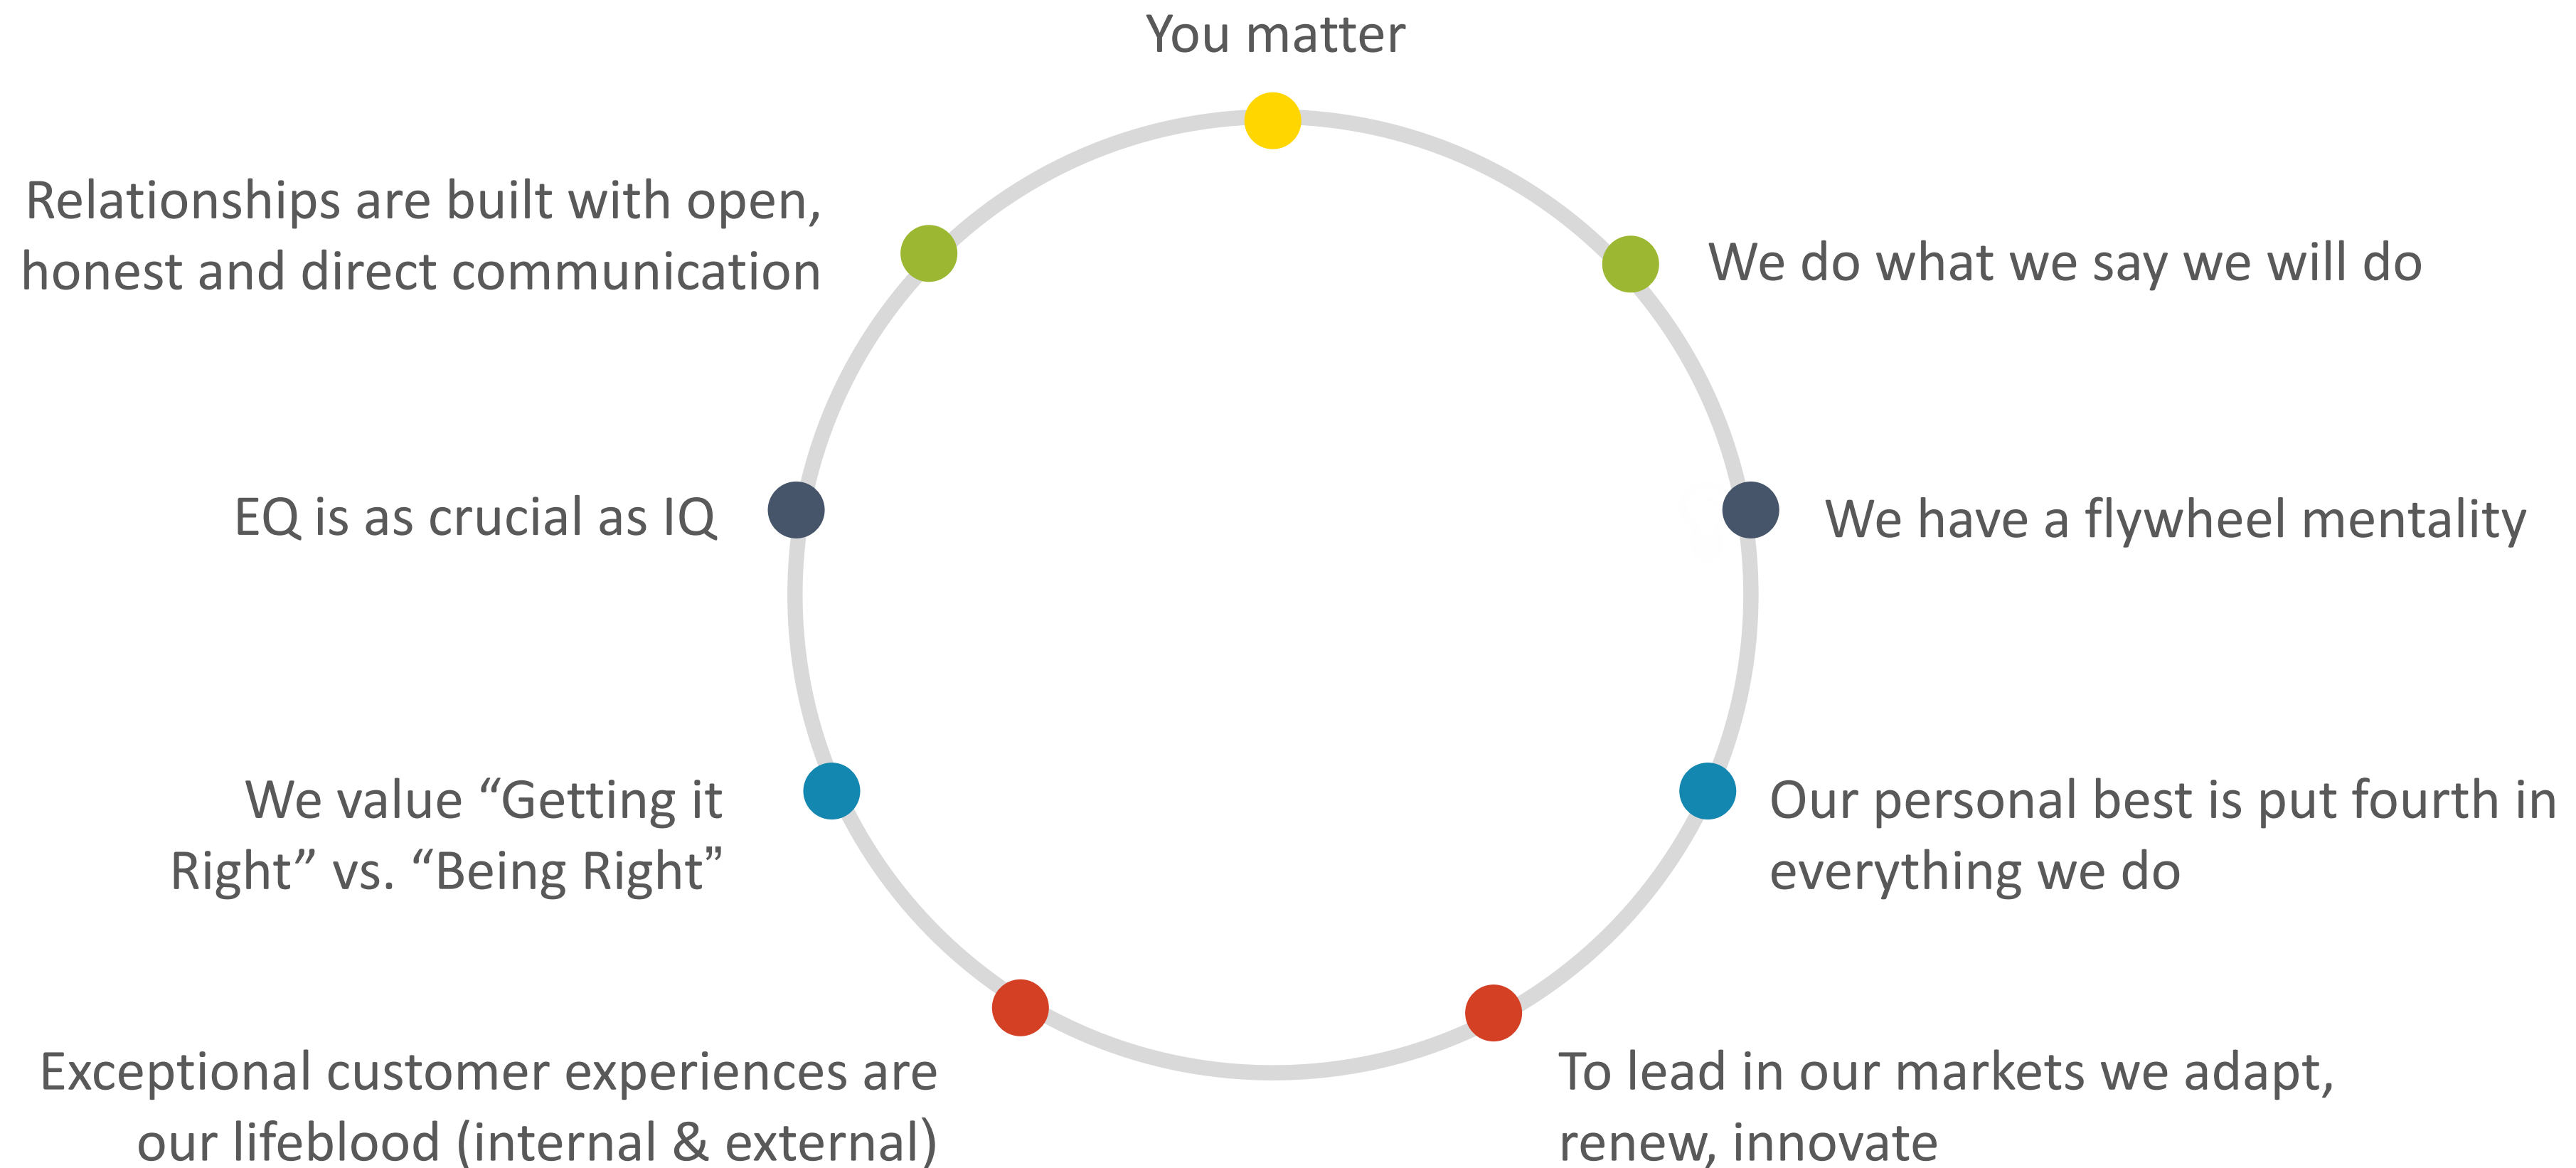 You matter
Relationships are built with open,
honest and direct communication
We do what we say we will do
EQ is as crucial as IQ
We have a flywheel mentality
We value “Getting it
Right” vs. “Being Right”
Our personal best is put fourth in
everything we do
Exceptional customer experiences are
our lifeblood (internal & external)
To lead in our markets we adapt,
renew, innovate